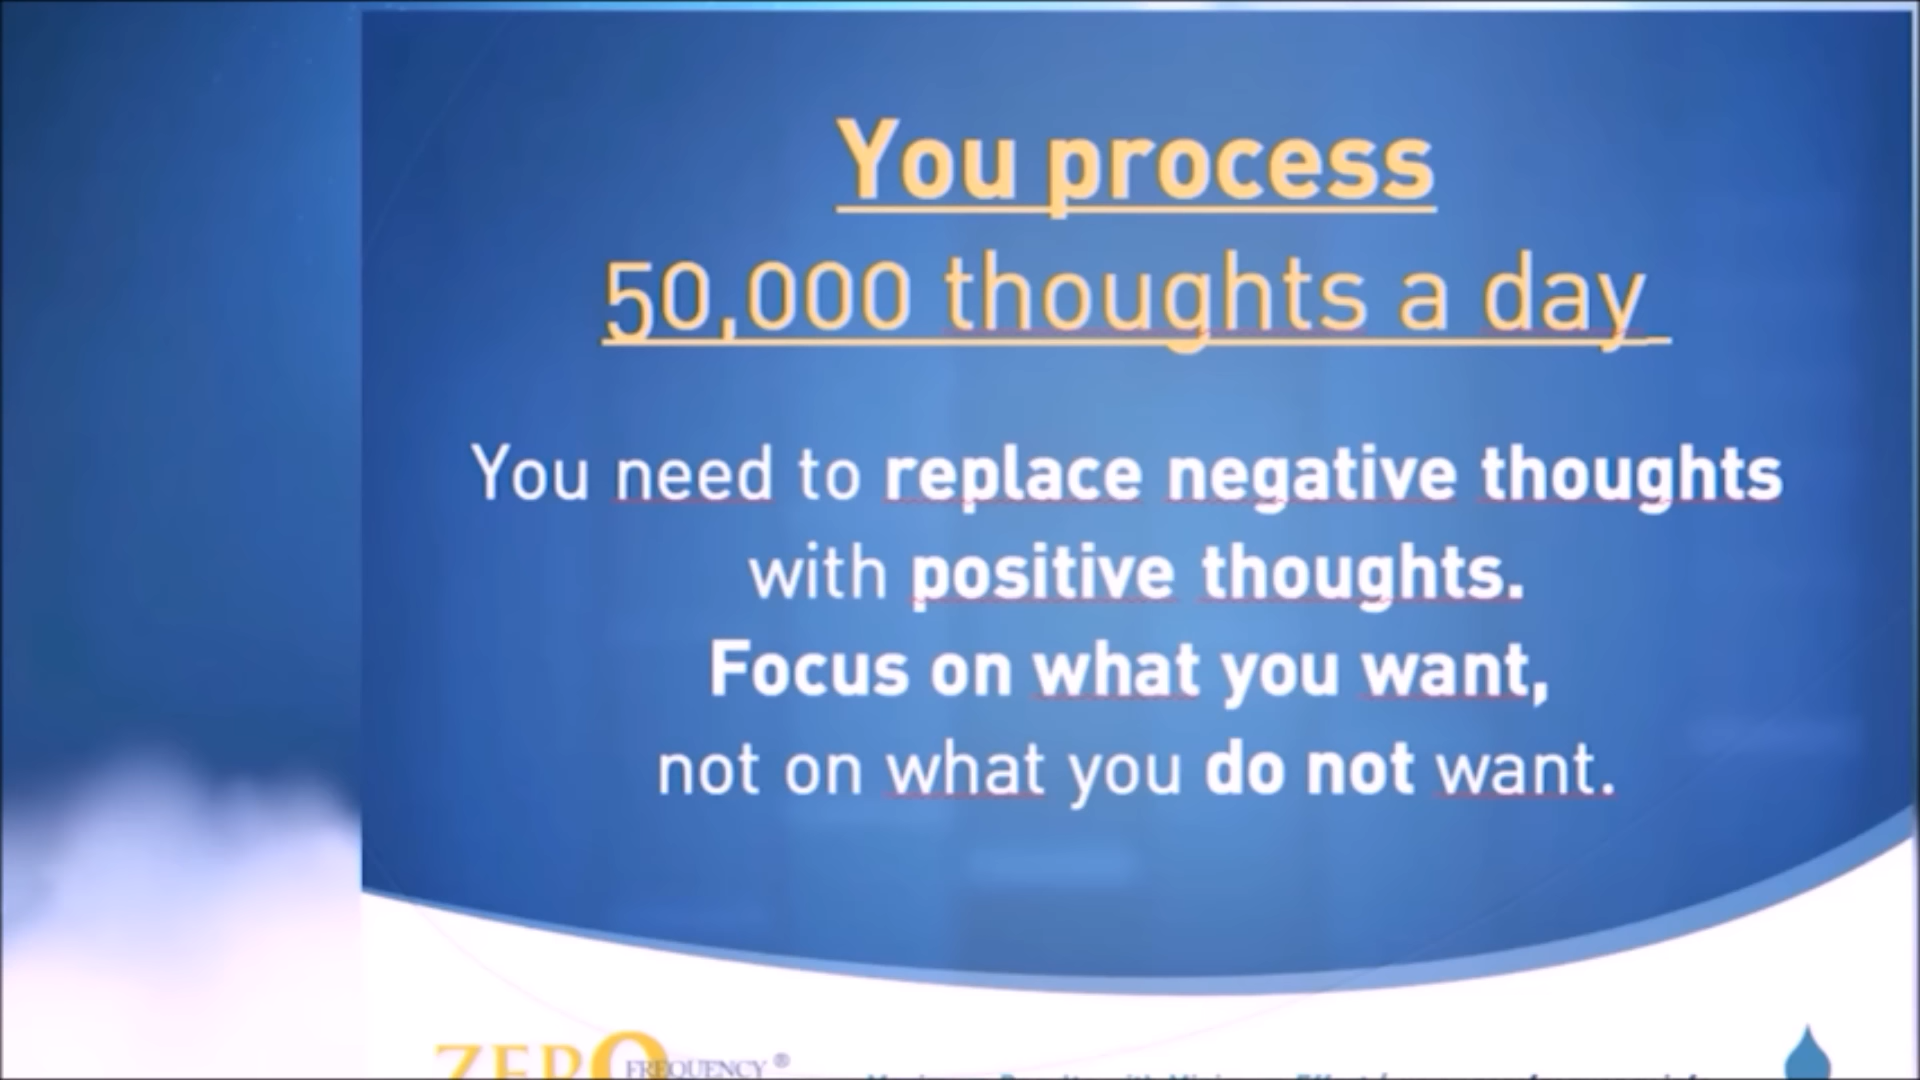 You process
50,000 thoughts a day
You need to replace negative thoughts
with positive thoughts.
Focus on what you want,
not on what you do not want.
ZERO FREQUENCY ®